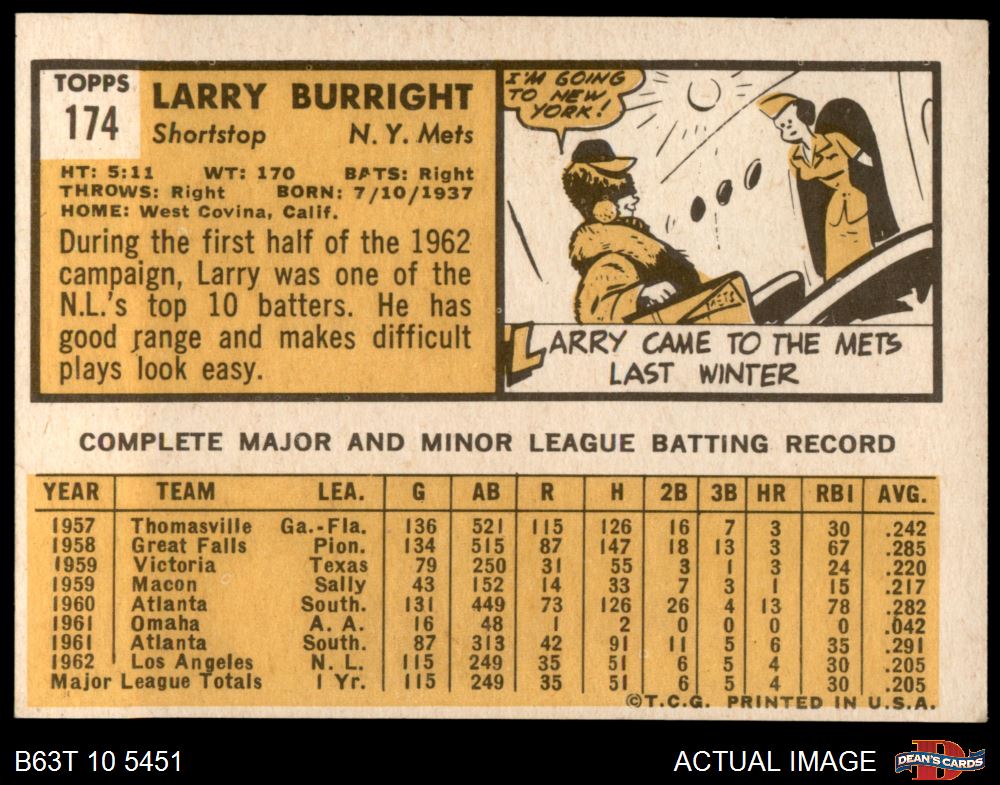 TOPPS
174
LARRY BURRIGHT
Shortstop N. Y. Mets
HT: 5:11 WT: 170 BATS: Right
THROWS: Right BORN: 7/10/1937
HOME: West Covina, Calif.
During the first half of the 1962
campaign, Larry was one of the
N.L.'s top 10 batters. He has
good range and makes difficult
plays look easy.
I'M GOING
TO NEW
YORK!
METS
LARRY CAME TO THE METS
LAST WINTER
COMPLETE MAJOR AND MINOR LEAGUE BATTING RECORD
YEAR TEAM LEA. G AB R H 2B 3B HR RBI AVG.
1957 Thomasville Ga.-Fla. 136 521 115 126 16 7 3 30 .242
1958 Great Falls Pion. 134 515 87 147 18 13 3 67 .285
1959 Victoria Texas 79 250 31 55 3 1 3 24 .220
1959 Macon Sally 43 152 14 33 7 3 1 15 .217
1960 Atlanta South. 131 449 73 126 26 4 13 78 .282
1961 Omaha A. A. 16 48 1 2 0 0 0 0 .042
1961 Atlanta South. 87 313 42 91 11 5 6 35 .291
1962 Los Angeles N. L. 115 249 35 51 6 5 4 30 .205
Major League Totals 1 Yr. 115 249 35 51 6 5 4 30 .205
©T.C.G. PRINTED IN U.S.A.
B63T 10 5451 ACTUAL IMAGE DEAN'S CARDS